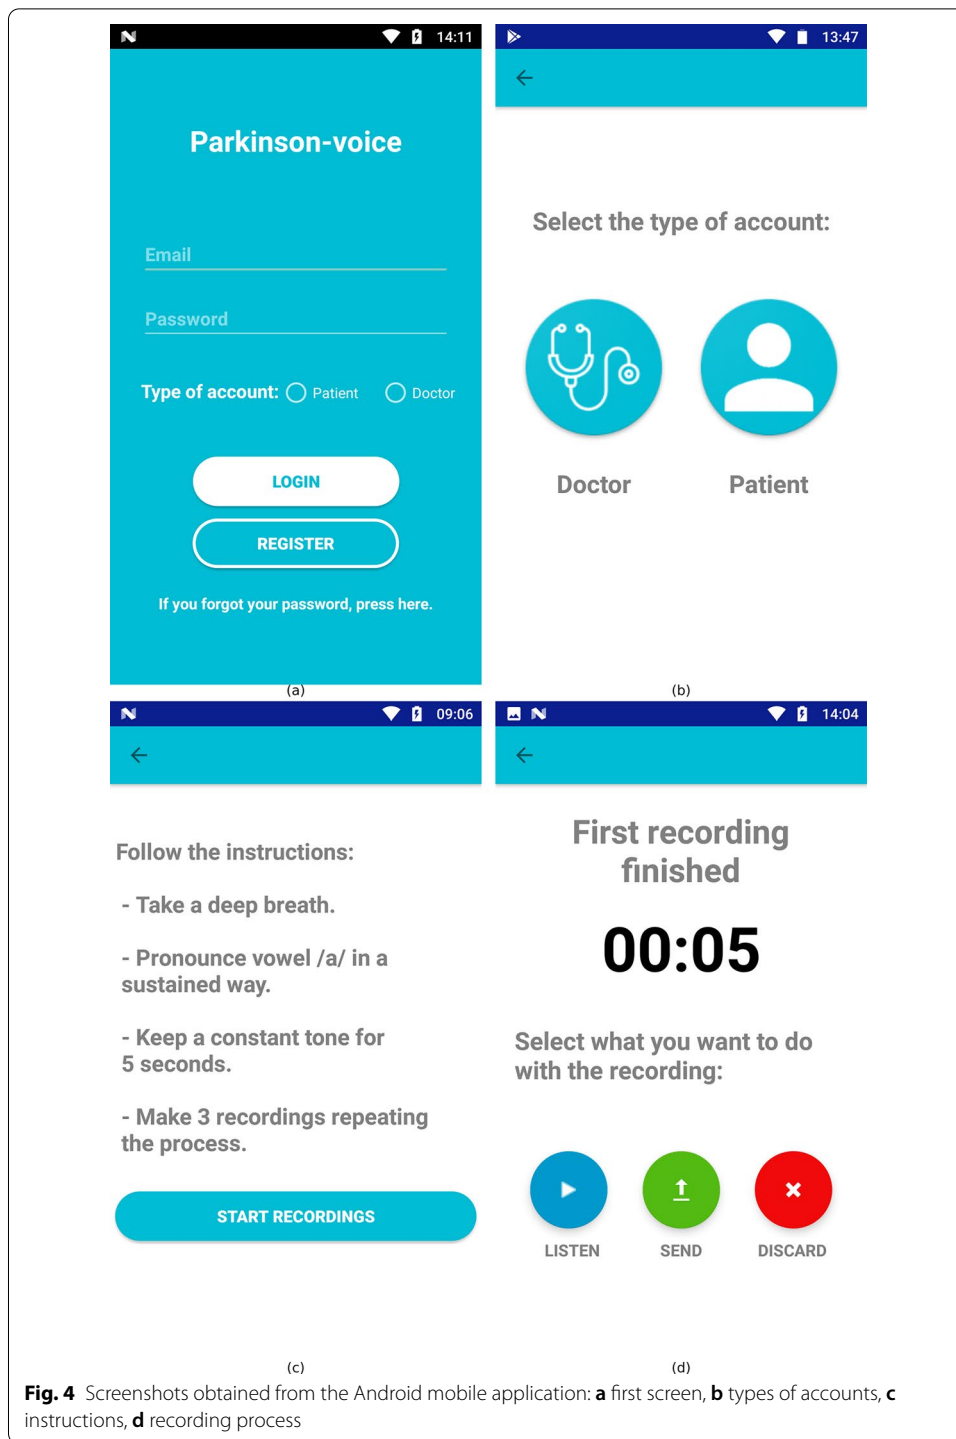 14:11
Parkinson-voice
Email
Password
Type of account: Patient Doctor
LOGIN
REGISTER
If you forgot your password, press here.
(a)
13:47
Select the type of account:
Doctor Patient
(b)
09:06
Follow the instructions:
- Take a deep breath.
- Pronounce vowel /a/ in a
sustained way.
- Keep a constant tone for
5 seconds.
- Make 3 recordings repeating
the process.
START RECORDINGS
(c)
14:04
First recording
finished
00:05
Select what you want to do
with the recording:
LISTEN SEND DISCARD
(d)
Fig. 4 Screenshots obtained from the Android mobile application: a first screen, b types of accounts, c
instructions, d recording process